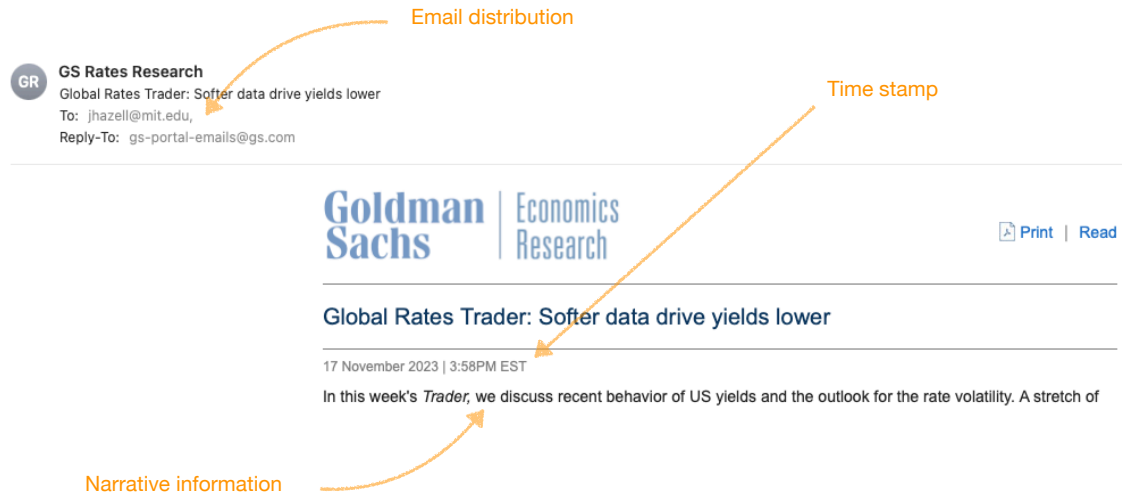 Email distribution
GR
GS Rates Research
Global Rates Trader: Softer data drive yields lower
To: jhazell@mit.edu,
Reply-To: gs-portal-emails@gs.com
Time stamp
Goldman Sachs | Economics Research
Print | Read
Global Rates Trader: Softer data drive yields lower
17 November 2023 | 3:58PM EST
In this week's Trader, we discuss recent behavior of US yields and the outlook for the rate volatility. A stretch of
Narrative information